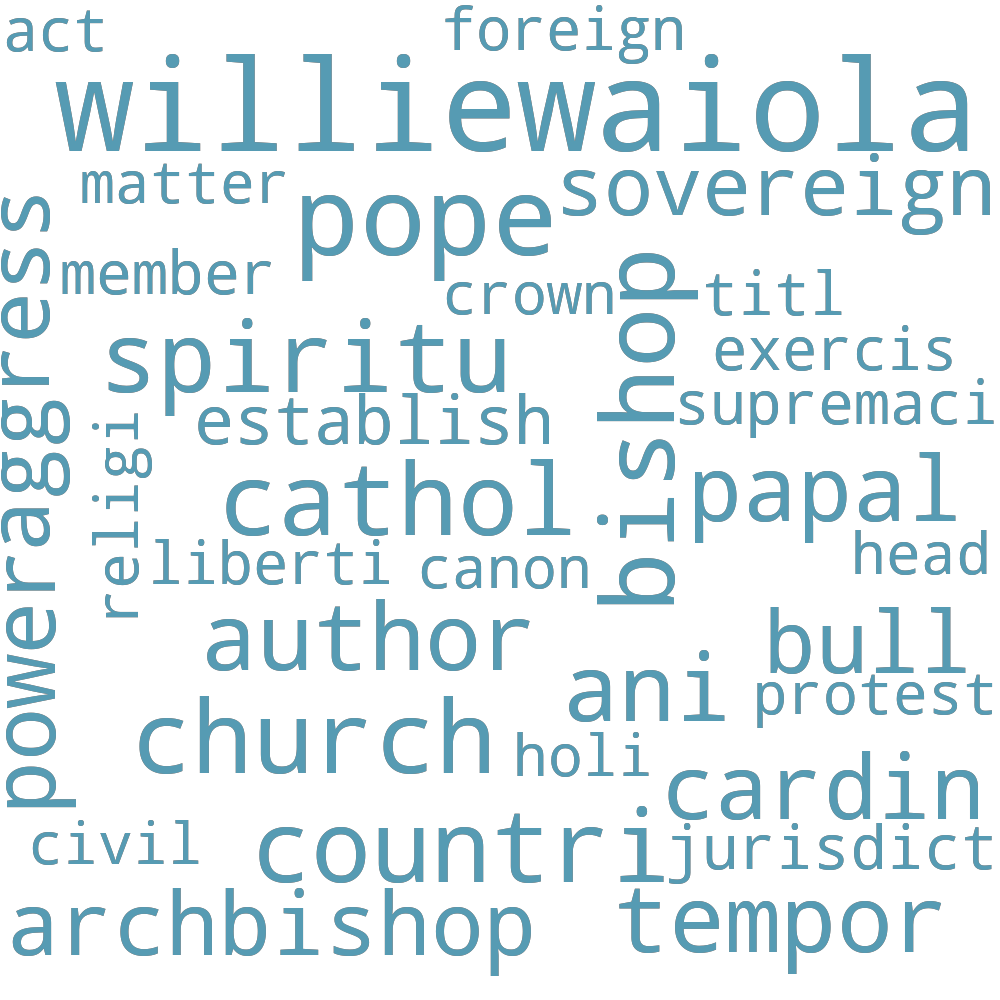 act
foreign
williewaiola
matter
pope
sovereign
member
crown
titl
spiritu
exercis
supremaci
establish
bishop
poweraggress
religi
cathol
papal
liberti
canon
head
author
bull
ani
protest
church
holi
cardin
civil
countri
jurisdict
archbishop
tempor